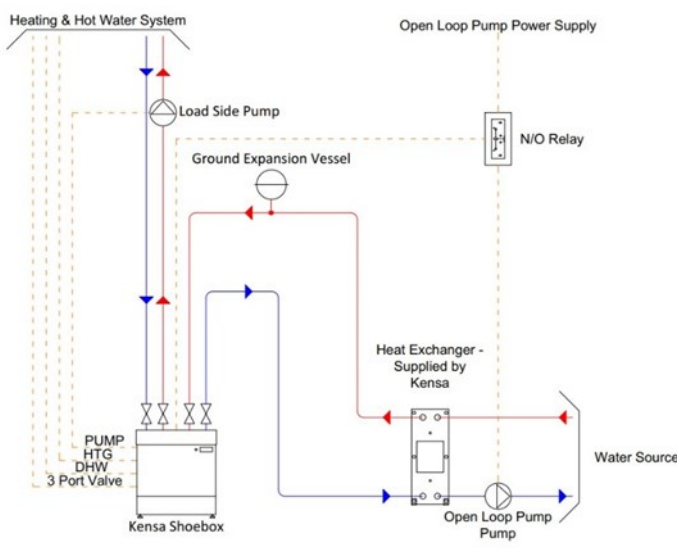 Heating & Hot Water System
Open Loop Pump Power Supply
Load Side Pump
N/O Relay
Ground Expansion Vessel
Heat Exchanger -
Supplied by
Kensa
Water Source
PUMP
HTG
DHW
3 Port Valve
Kensa Shoebox
Open Loop Pump
Pump